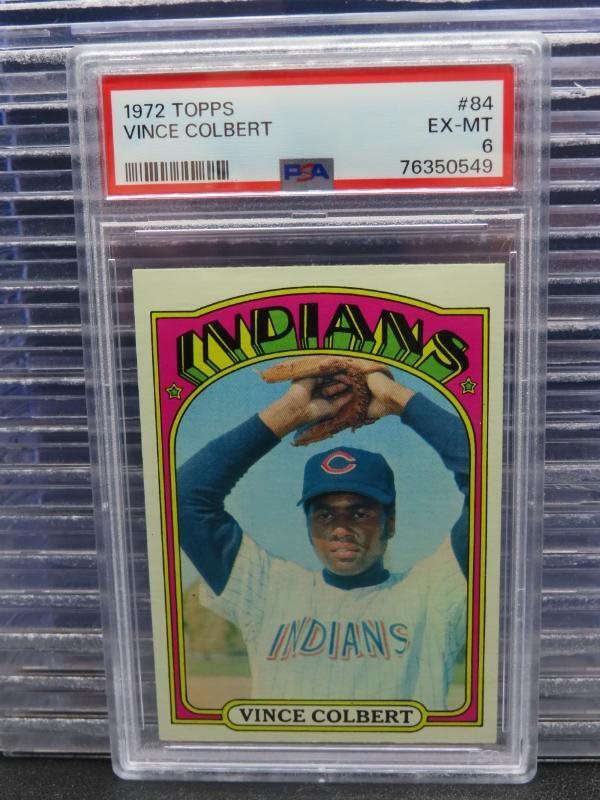 1972 TOPPS #84
VINCE COLBERT EX-MT
6
PSA 76350549
INDIANS
C
INDIANS
VINCE COLBERT